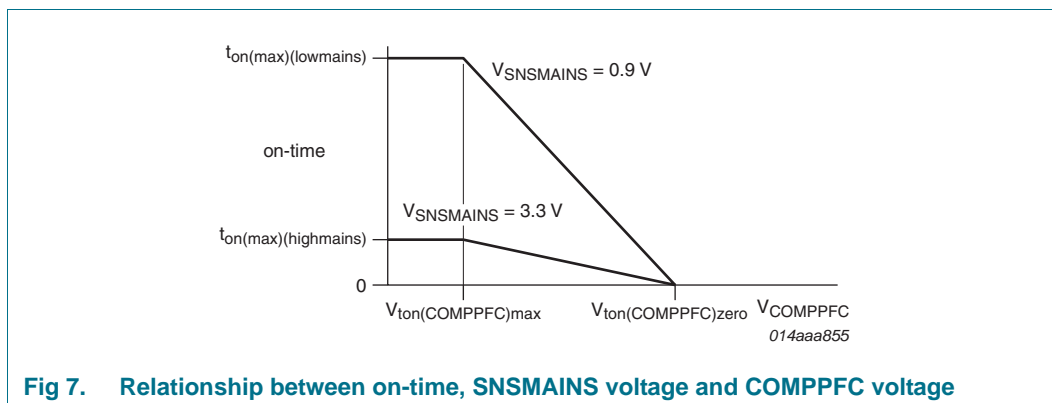 ton(max)(lowmains)
VSNSMAINS = 0.9 V
on-time
VSNSMAINS = 3.3 V
ton(max)(highmains)
0
Vton(COMPPFC)max
Vton(COMPPFC)zero
VCOMPPFC
014aaa855
Fig 7. Relationship between on-time, SNSMAINS voltage and COMPPFC voltage